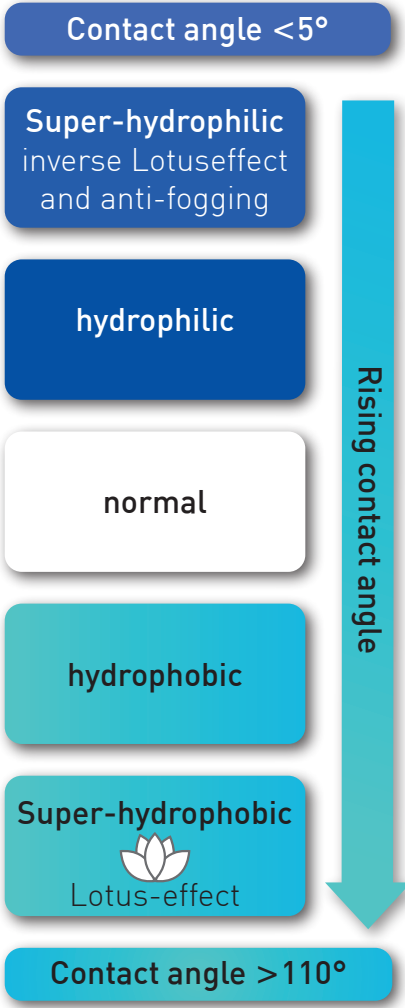 Contact angle <5°
Super-hydrophilic
inverse Lotuseffect
and anti-fogging
hydrophilic
normal
hydrophobic
Super-hydrophobic
Lotus-effect
Rising contact angle
Contact angle >110°